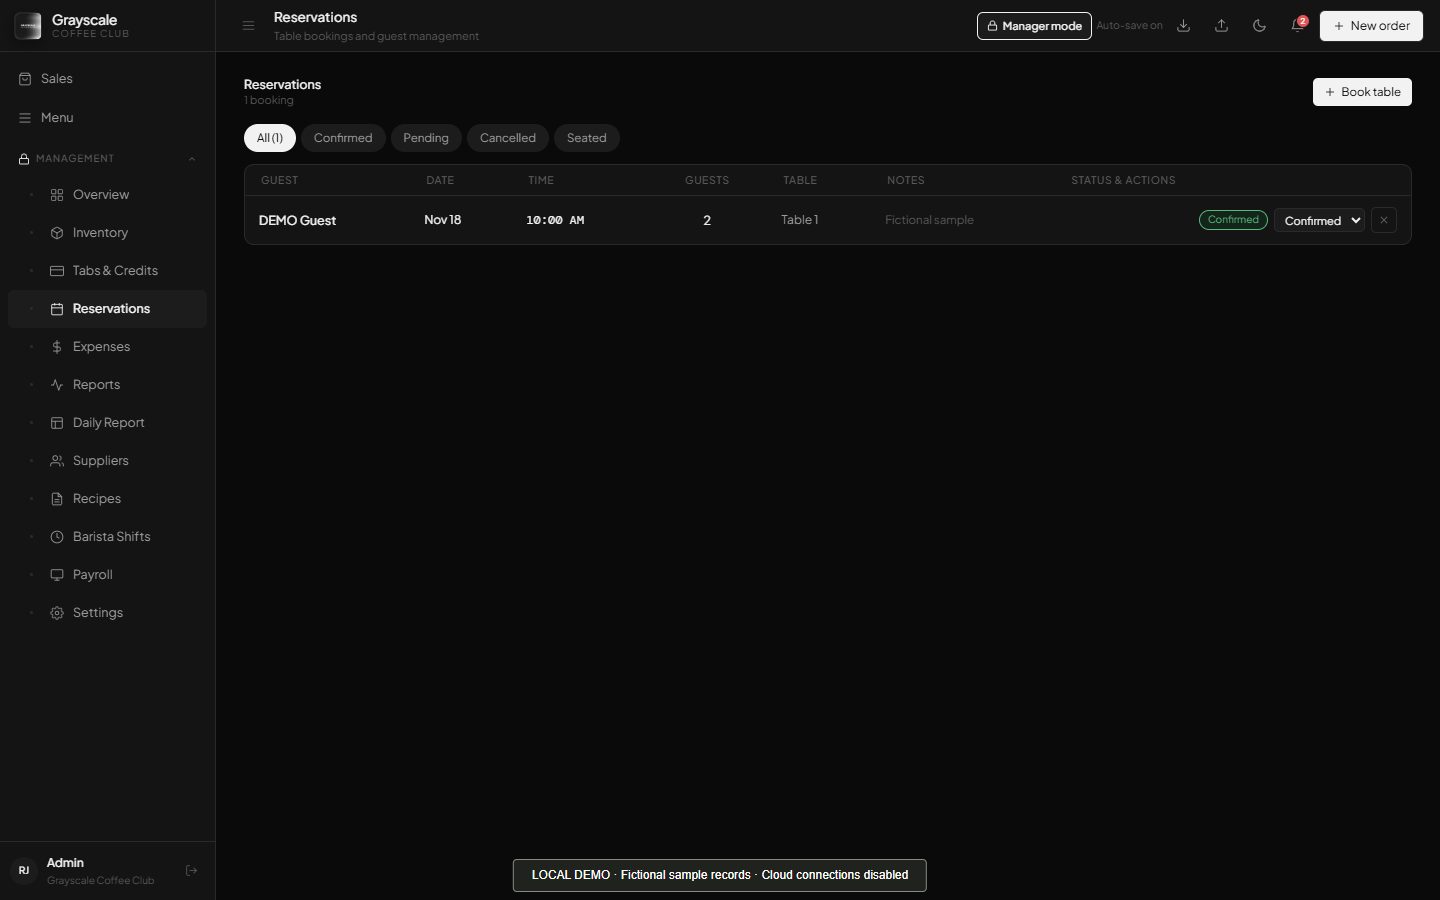 Grayscale
COFFEE CLUB
Sales
Menu
MANAGEMENT
Overview
Inventory
Tabs & Credits
Reservations
Expenses
Reports
Daily Report
Suppliers
Recipes
Barista Shifts
Payroll
Settings
RJ
Admin
Grayscale Coffee Club
Reservations
Table bookings and guest management
Manager mode
Auto-save on
2
+ New order
Reservations
1 booking
+ Book table
All (1) Confirmed Pending Cancelled Seated
GUEST DATE TIME GUESTS TABLE NOTES STATUS & ACTIONS
DEMO Guest Nov 18 10:00 AM 2 Table 1 Fictional sample Confirmed Confirmed ×
LOCAL DEMO · Fictional sample records · Cloud connections disabled